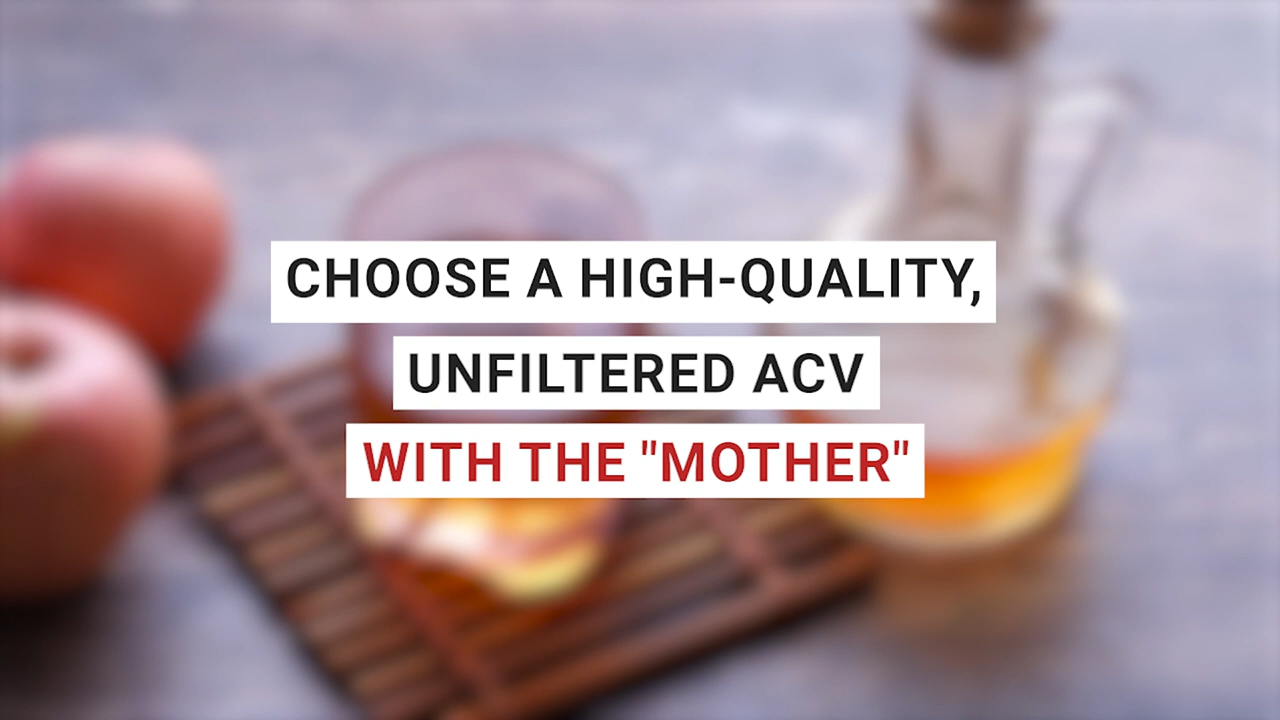 CHOOSE A HIGH-QUALITY,
UNFILTERED ACV
WITH THE "MOTHER"